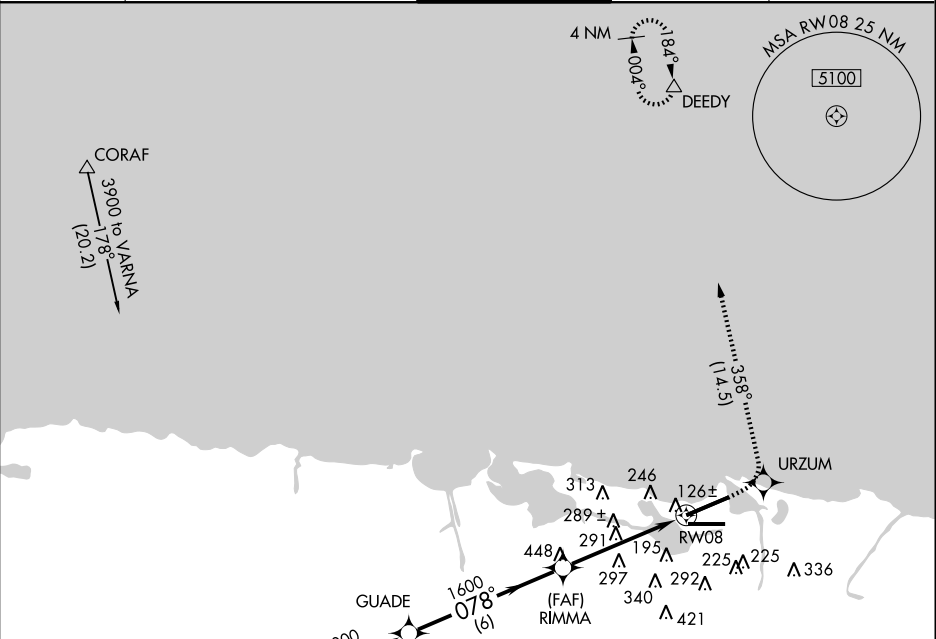 4 NM
184°
004°
DEEDY
MSA RW08 25 NM
5100
CORAF
3900 to VARNA
178°
(20.2)
358°
(14.5)
URZUM
313
246
126±
289±
291
RW08
448
195
225
225
297
292
336
340
421
1600
078°
(6)
(FAF)
RIMMA
GUADE